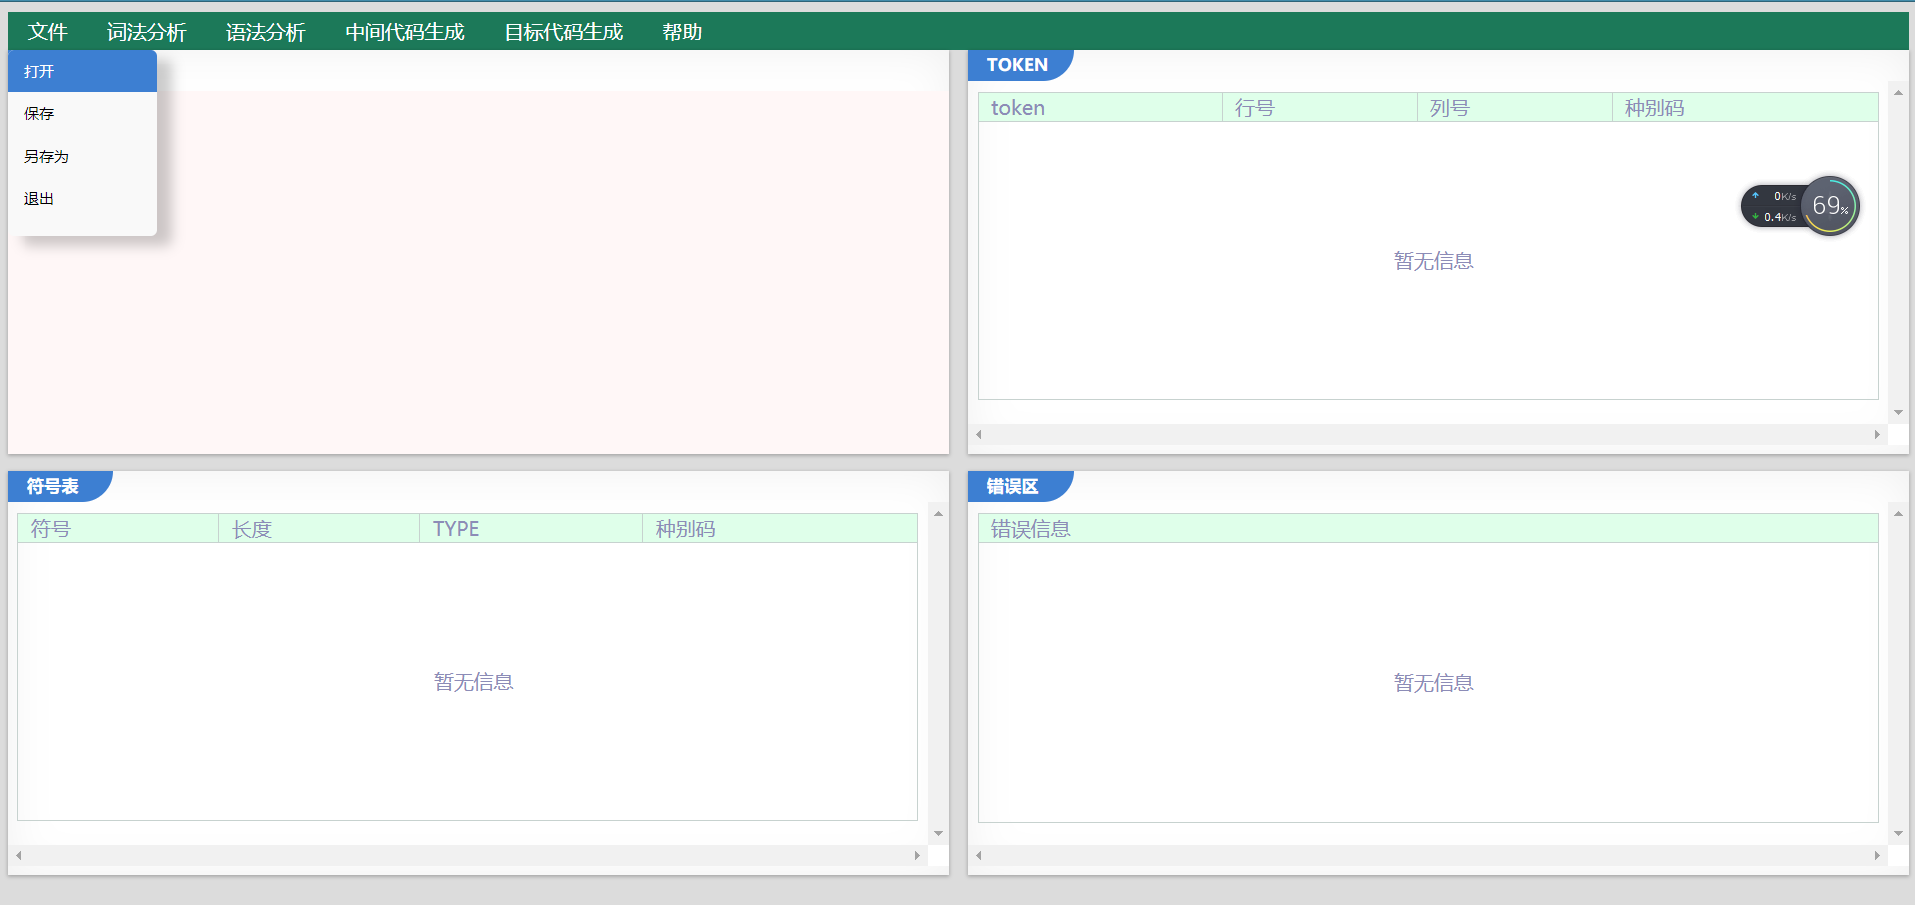 文件 词法分析 语法分析 中间代码生成 目标代码生成 帮助
打开
保存
另存为
退出
TOKEN
token 行号 列号 种别码
0K/s
0.4K/s
69%
暂无信息
符号表
符号 长度 TYPE 种别码
暂无信息
错误区
错误信息
暂无信息